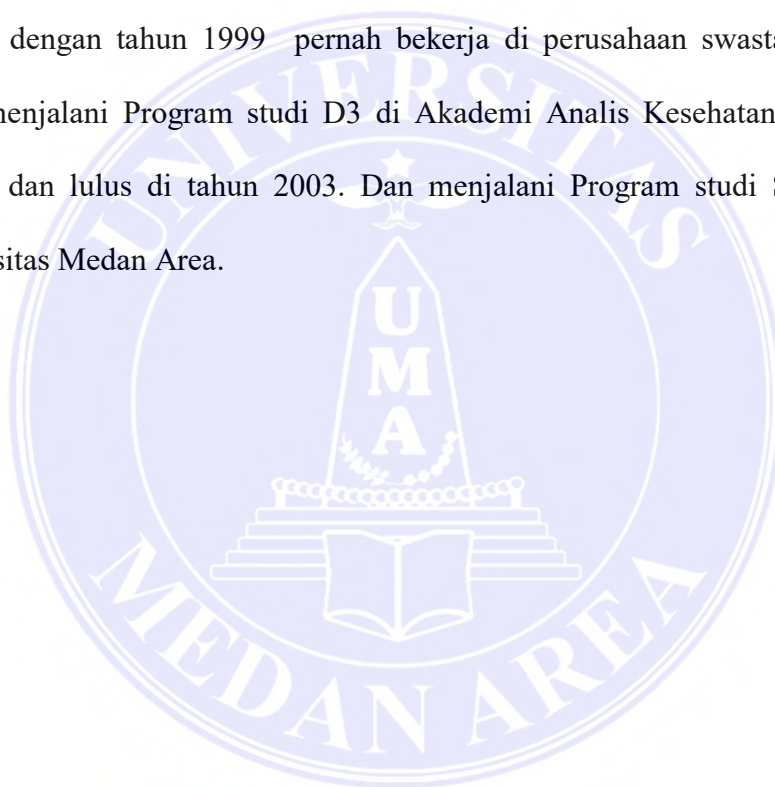 dengan tahun 1999 pernah bekerja di perusahaan swasta
menjalani Program studi D3 di Akademi Analis Kesehatan
dan lulus di tahun 2003. Dan menjalani Program studi
sitas Medan Area.
UNIVERSITAS
UMA
MEDAN AREA